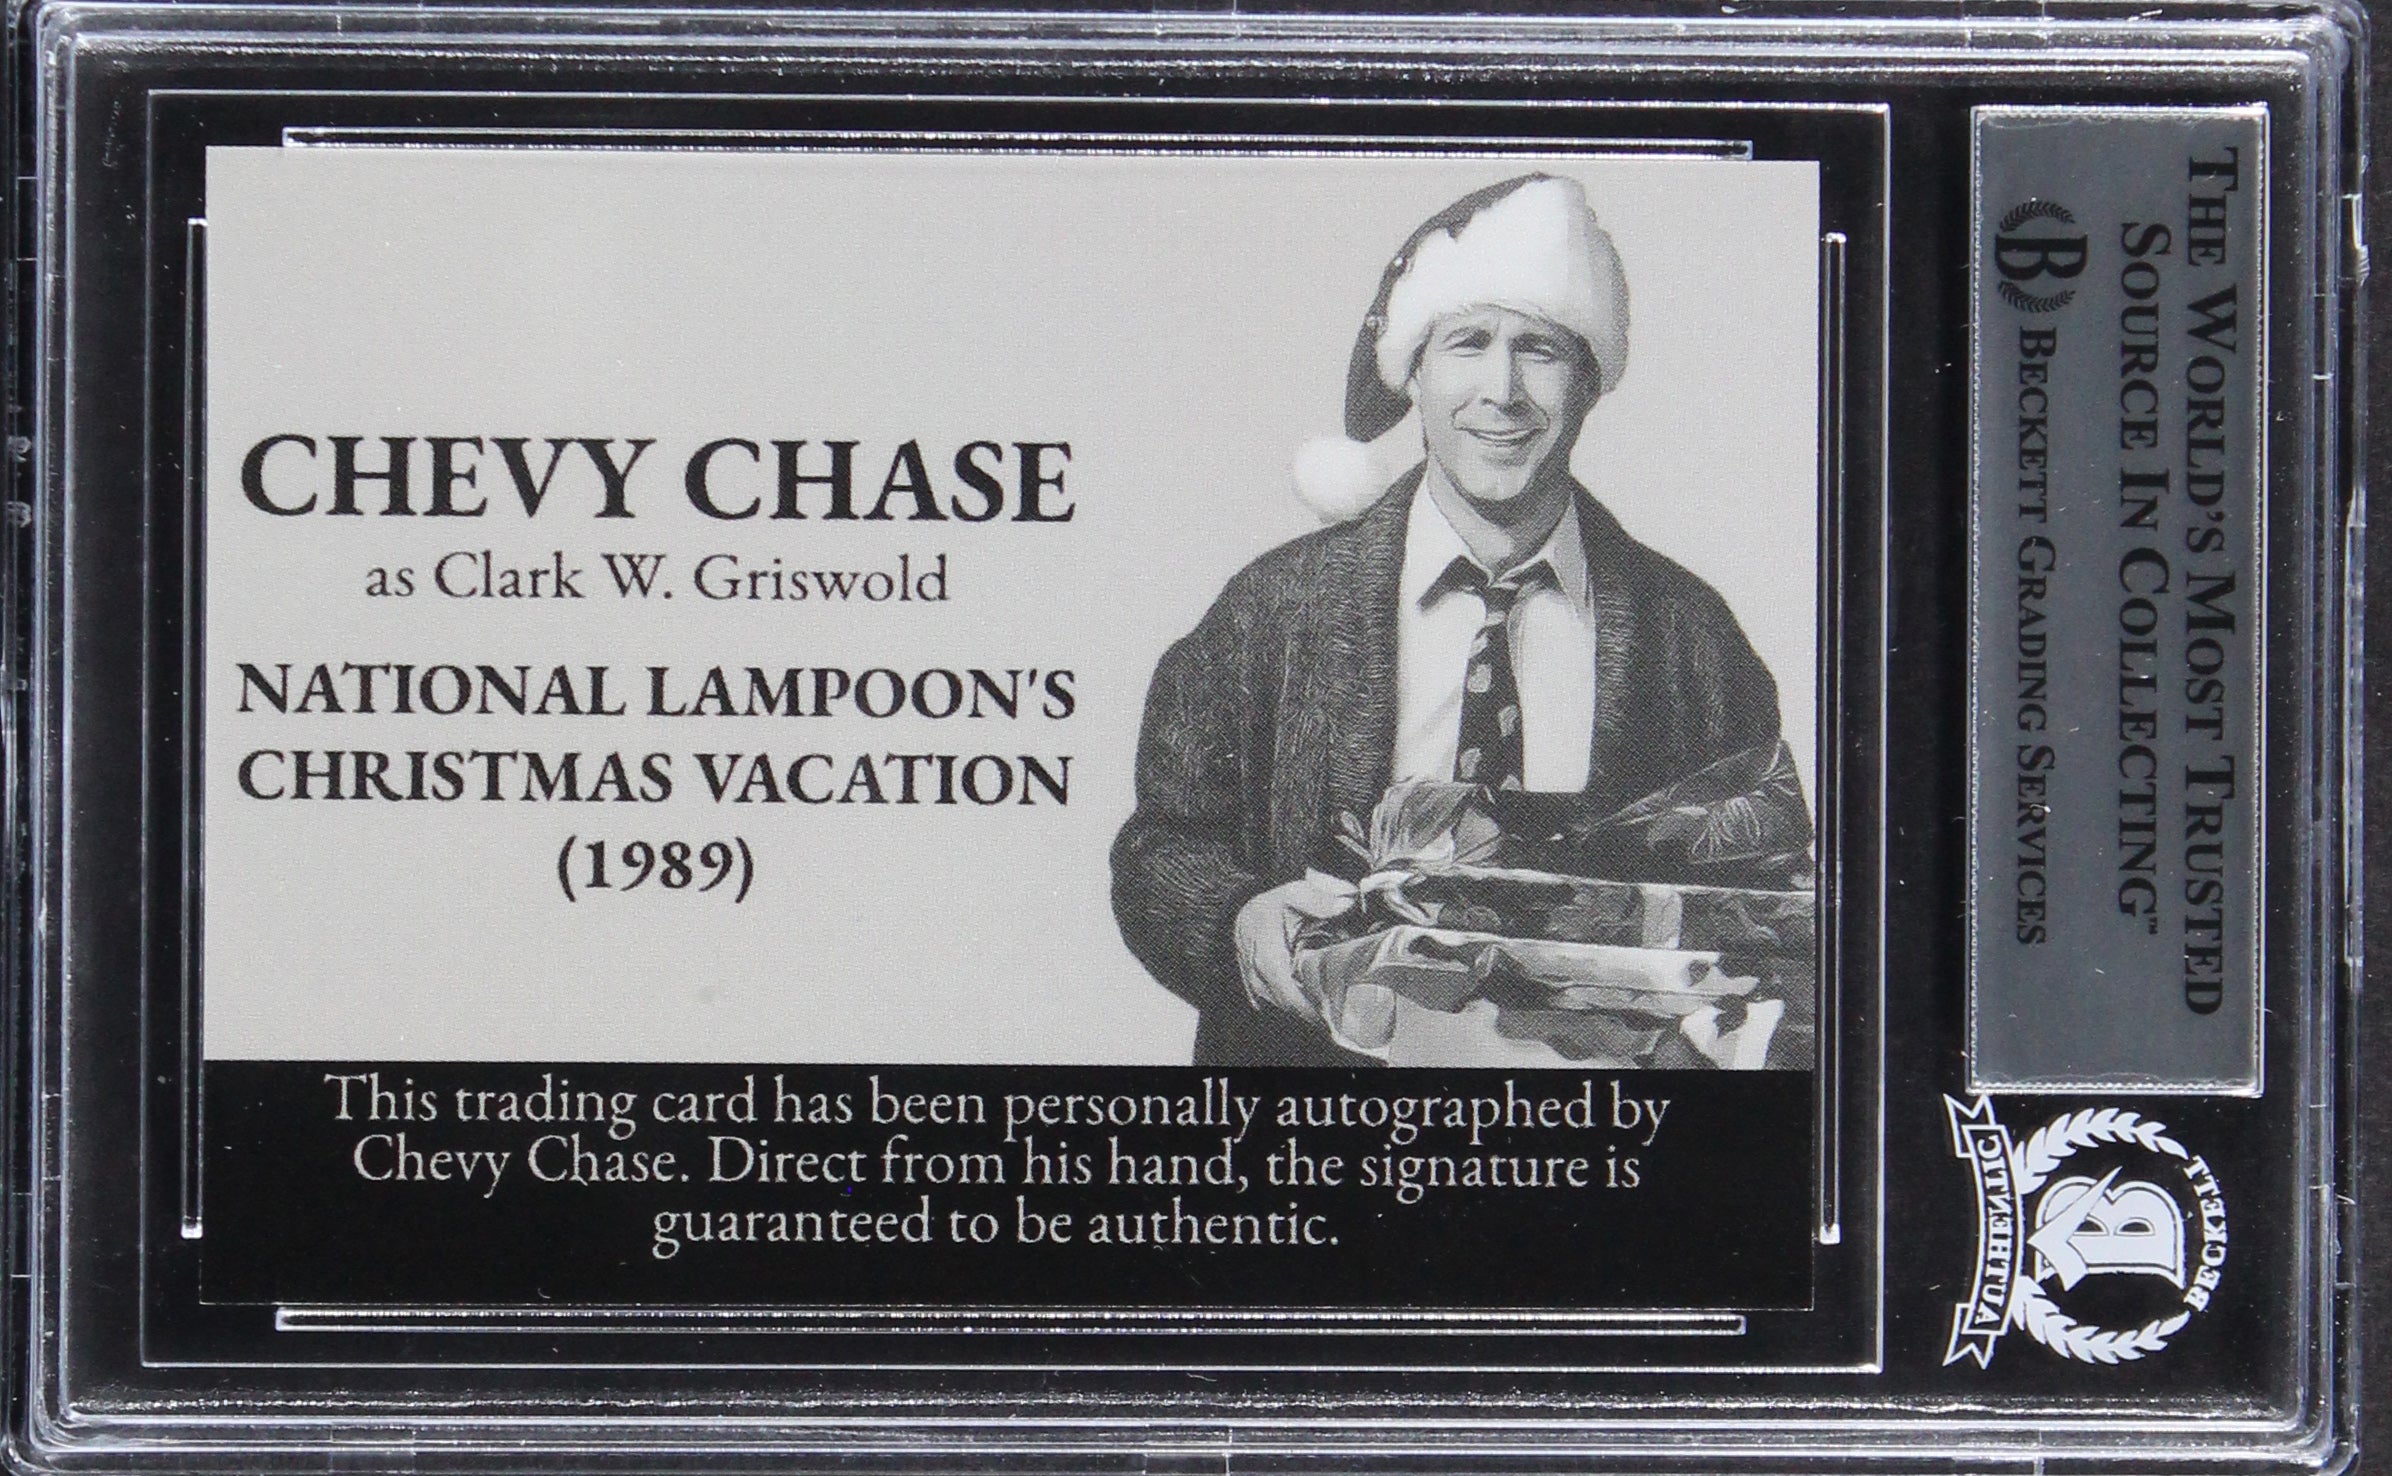 CHEVY CHASE
as Clark W. Griswold
NATIONAL LAMPOON'S
CHRISTMAS VACATION
(1989)
This trading card has been personally autographed by
Chevy Chase. Direct from his hand, the signature is
guaranteed to be authentic.
THE WORLD'S MOST TRUSTED
SOURCE IN COLLECTING™
B BECKETT GRADING SERVICES
AUTHENTIC
B
BECKETT